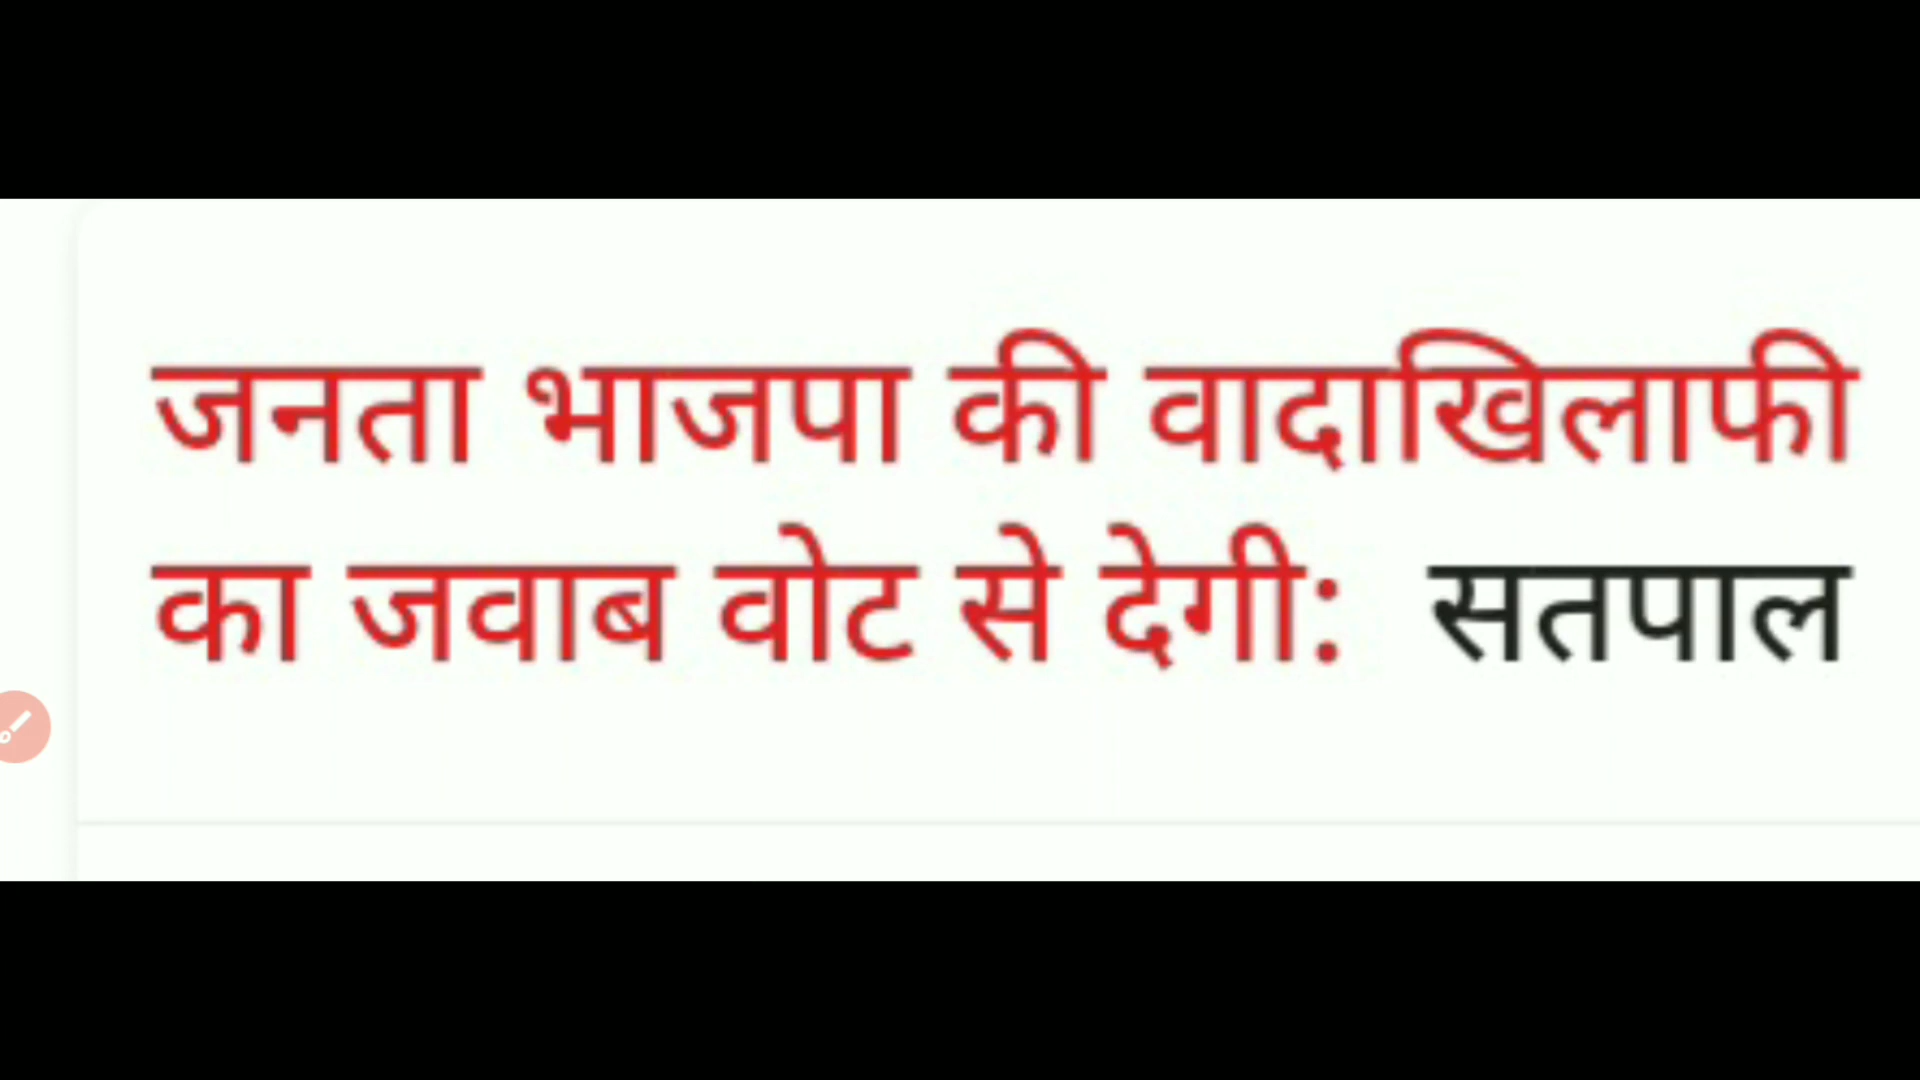 जनता भाजपा की वादाखिलाफी
का जवाब वोट से देगी: सतपाल